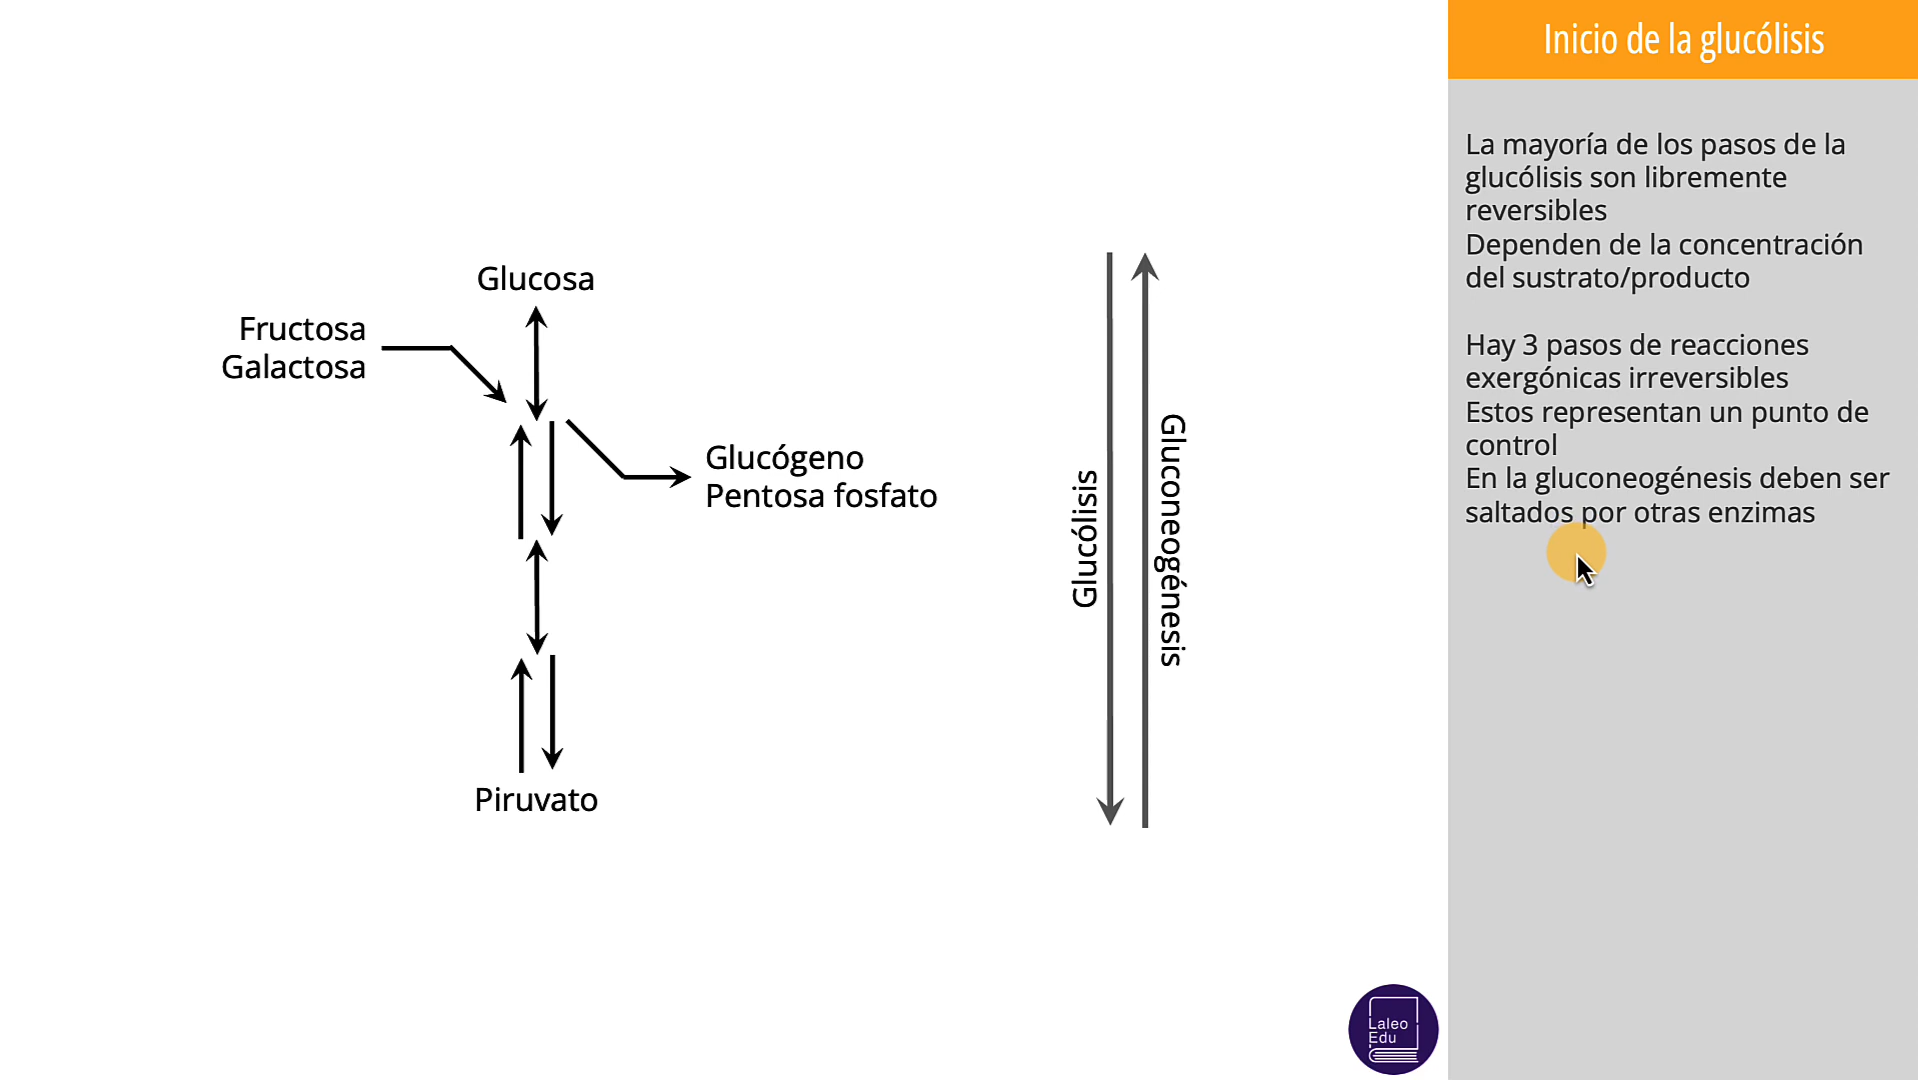 Inicio de la glucólisis
La mayoría de los pasos de la
glucólisis son libremente
reversibles
Dependen de la concentración
del sustrato/producto
Hay 3 pasos de reacciones
exergónicas irreversibles
Estos representan un punto de
control
En la gluconeogénesis deben ser
saltados por otras enzimas
Glucosa
Fructosa
Galactosa
Glucógeno
Pentosa fosfato
Piruvato
Glucólisis
Gluconeogénesis
Laleo
Edu